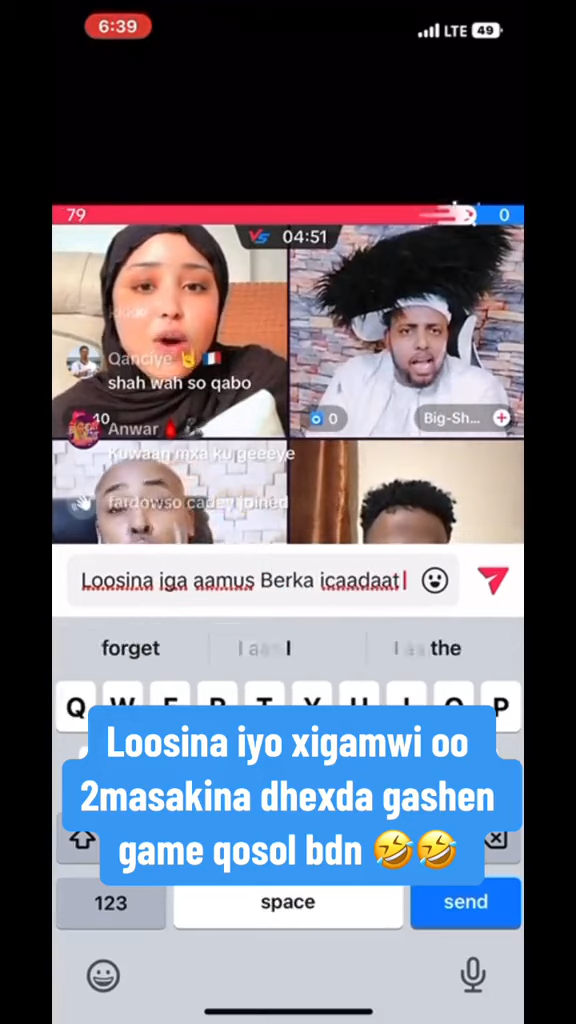 6:39
LTE 49
79
VS 04:51
0
Qanciye 🤘🇫🇷
shah wah so qabo
40
0
Big-Sh...
Anwar
Kuwaan mxa ku geeeye
fardowso cadey joined
Loosina iga aamus Berka icaadaat
forget
I
the
Q W E R T Y U I O P
Loosina iyo xigamwi oo
2masakina dhexda gashen
game qosol bdn 🤣🤣
123
space
send